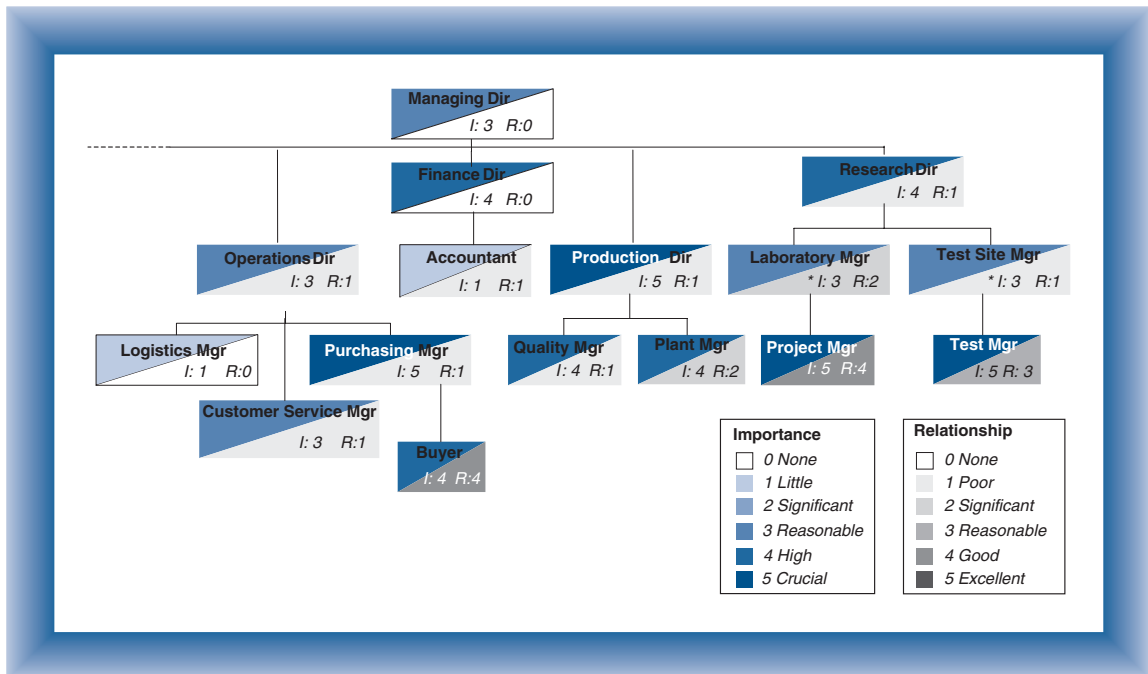 Managing Dir
I: 3 R:0
Finance Dir
I: 4 R:0
Research Dir
I: 4 R:1
Operations Dir
I: 3 R:1
Accountant
I: 1 R:1
Production Dir
I: 5 R:1
Laboratory Mgr
* I: 3 R:2
Test Site Mgr
* I: 3 R:1
Logistics Mgr
I: 1 R:0
Purchasing Mgr
I: 5 R:1
Quality Mgr
I: 4 R:1
Plant Mgr
I: 4 R:2
Project Mgr
I: 5 R:4
Test Mgr
I: 5 R: 3
Customer Service Mgr
I: 3 R:1
Buyer
I: 4 R:4
Importance
0 None
1 Little
2 Significant
3 Reasonable
4 High
5 Crucial
Relationship
0 None
1 Poor
2 Significant
3 Reasonable
4 Good
5 Excellent